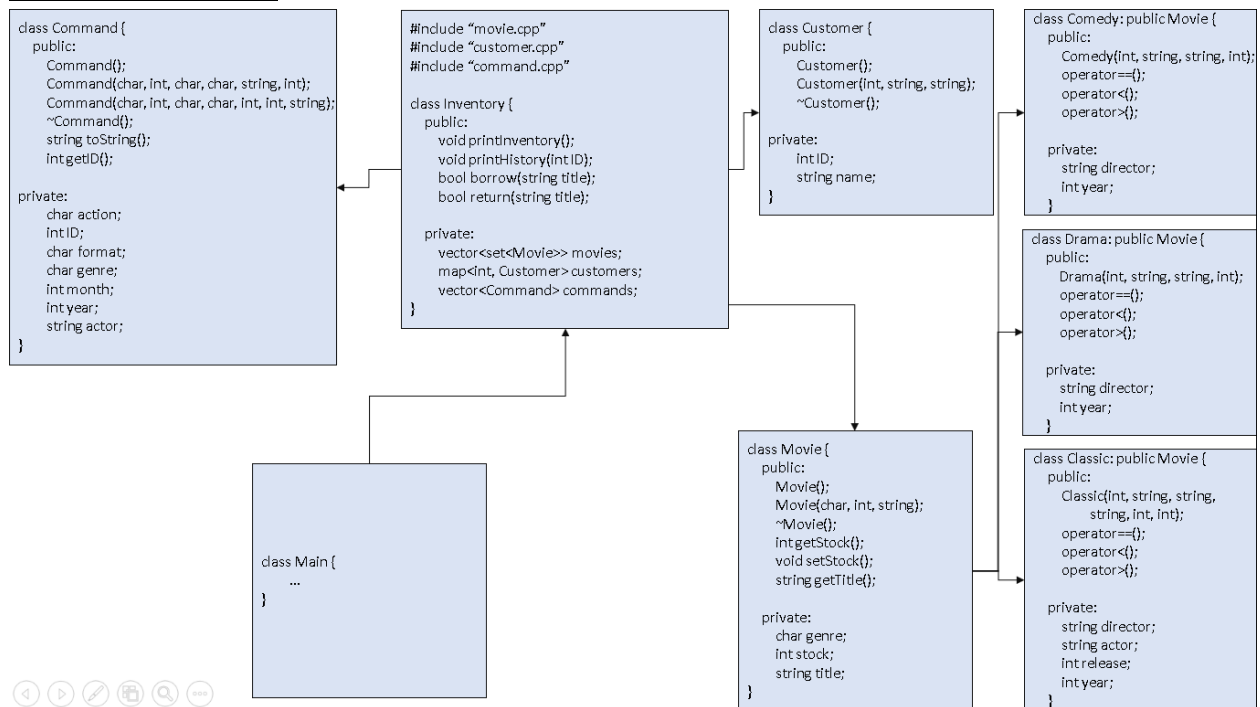 class Command {
public:
Command();
Command(char, int, char, char, string, int);
Command(char, int, char, char, int, int, string);
~Command();
string toString();
int getID();
private:
char action;
int ID;
char format;
char genre;
int month;
int year;
string actor;
}
#include “movie.cpp”
#include “customer.cpp”
#include “command.cpp”
class Inventory {
public:
void printInventory();
void printHistory(int ID);
bool borrow(string title);
bool return(string title);
private:
vector<set<Movie>> movies;
map<int, Customer> customers;
vector<Command> commands;
}
class Customer {
public:
Customer();
Customer(int, string, string);
~Customer();
private:
int ID;
string name;
}
class Comedy: public Movie {
public:
Comedy(int, string, string, int);
operator==();
operator<();
operator>();
private:
string director;
int year;
}
class Drama: public Movie {
public:
Drama(int, string, string, int);
operator==();
operator<();
operator>();
private:
string director;
int year;
}
class Main {
...
}
class Movie {
public:
Movie();
Movie(char, int, string);
~Movie();
int getStock();
void setStock();
string getTitle();
private:
char genre;
int stock;
string title;
}
class Classic: public Movie {
public:
Classic(int, string, string,
string, int, int);
operator==();
operator<();
operator>();
private:
string director;
string actor;
int release;
int year;
}